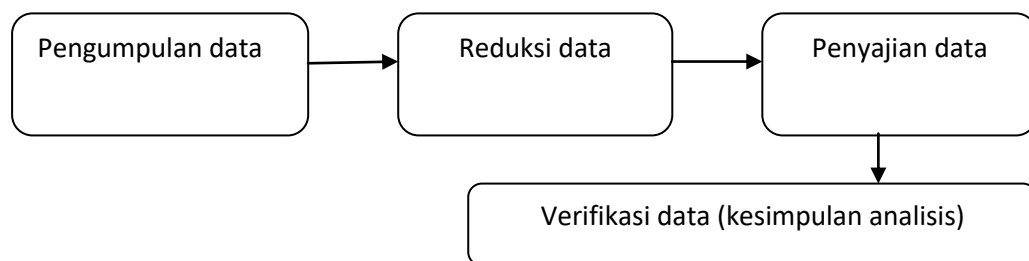 Pengumpulan data
Reduksi data
Penyajian data
Verifikasi data (kesimpulan analisis)